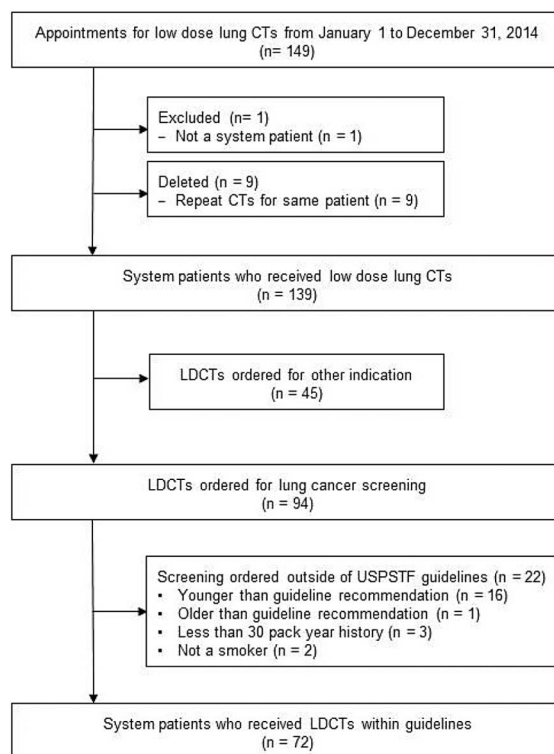 Appointments for low dose lung CTs from January 1 to December 31, 2014
(n= 149)
Excluded (n= 1)
– Not a system patient (n = 1)
Deleted (n = 9)
– Repeat CTs for same patient (n = 9)
System patients who received low dose lung CTs
(n = 139)
LDCTs ordered for other indication
(n = 45)
LDCTs ordered for lung cancer screening
(n = 94)
Screening ordered outside of USPSTF guidelines (n = 22)
• Younger than guideline recommendation (n = 16)
• Older than guideline recommendation (n = 1)
• Less than 30 pack year history (n = 3)
• Not a smoker (n = 2)
System patients who received LDCTs within guidelines
(n = 72)